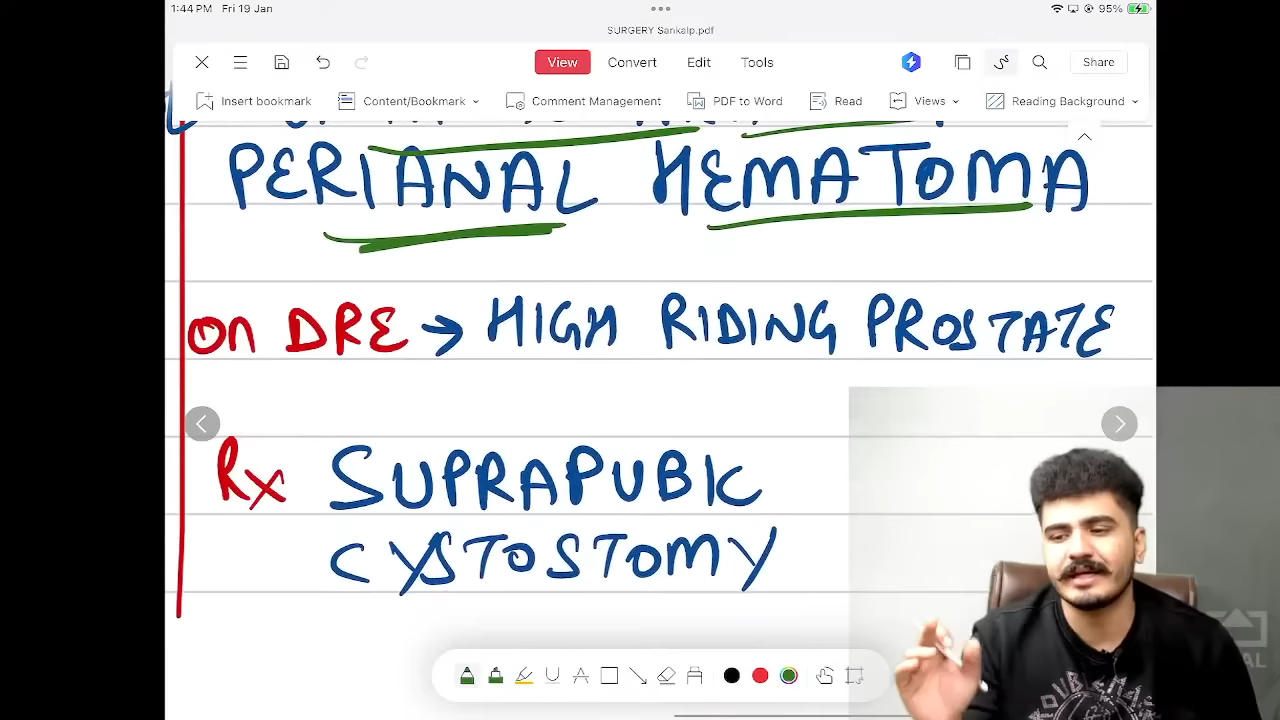 1:44 PM Fri 19 Jan
95%
SURGERY Sankalp.pdf
View Convert Edit Tools Share
Insert bookmark Content/Bookmark Comment Management PDF to Word Read Views Reading Background
PERIANAL HEMATOMA
on DRE → HIGH RIDING PROSTATE
Rx SUPRAPUBIC
CYSTOSTOMY